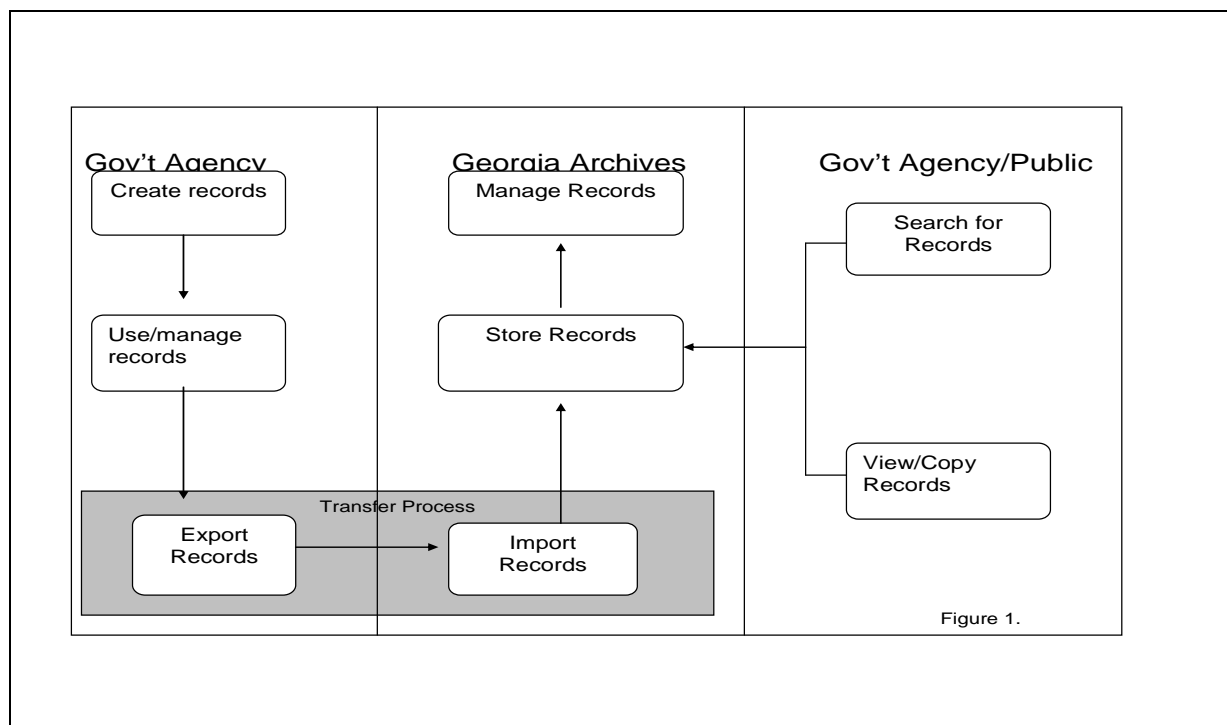 Gov't Agency
Create records
Use/manage
records
Transfer Process
Export
Records
Georgia Archives
Manage Records
Store Records
Import
Records
Gov't Agency/Public
Search for
Records
View/Copy
Records
Figure 1.